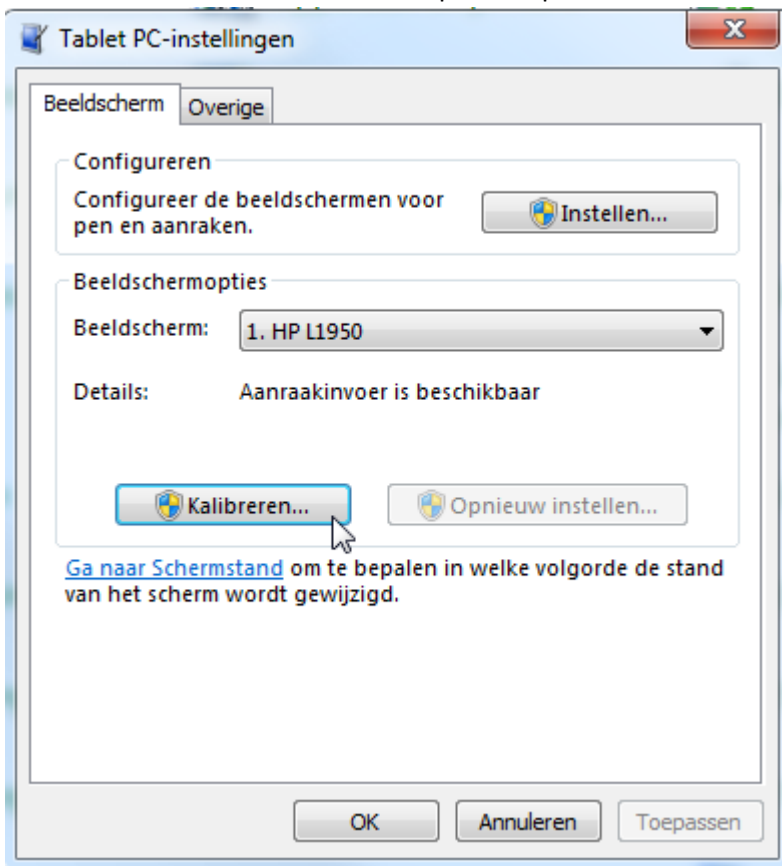 Tablet PC-instellingen
Beeldscherm Overige
Configureren
Configureer de beeldschermen voor
pen en aanraken.
Instellen...
Beeldschermopties
Beeldscherm: 1. HP L1950
Details: Aanraakinvoer is beschikbaar
Kalibreren... Opnieuw instellen...
Ga naar Schermstand om te bepalen in welke volgorde de stand
van het scherm wordt gewijzigd.
OK Annuleren Toepassen